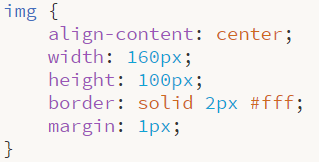 img {
    align-content: center;
    width: 160px;
    height: 100px;
    border: solid 2px #fff;
    margin: 1px;
}